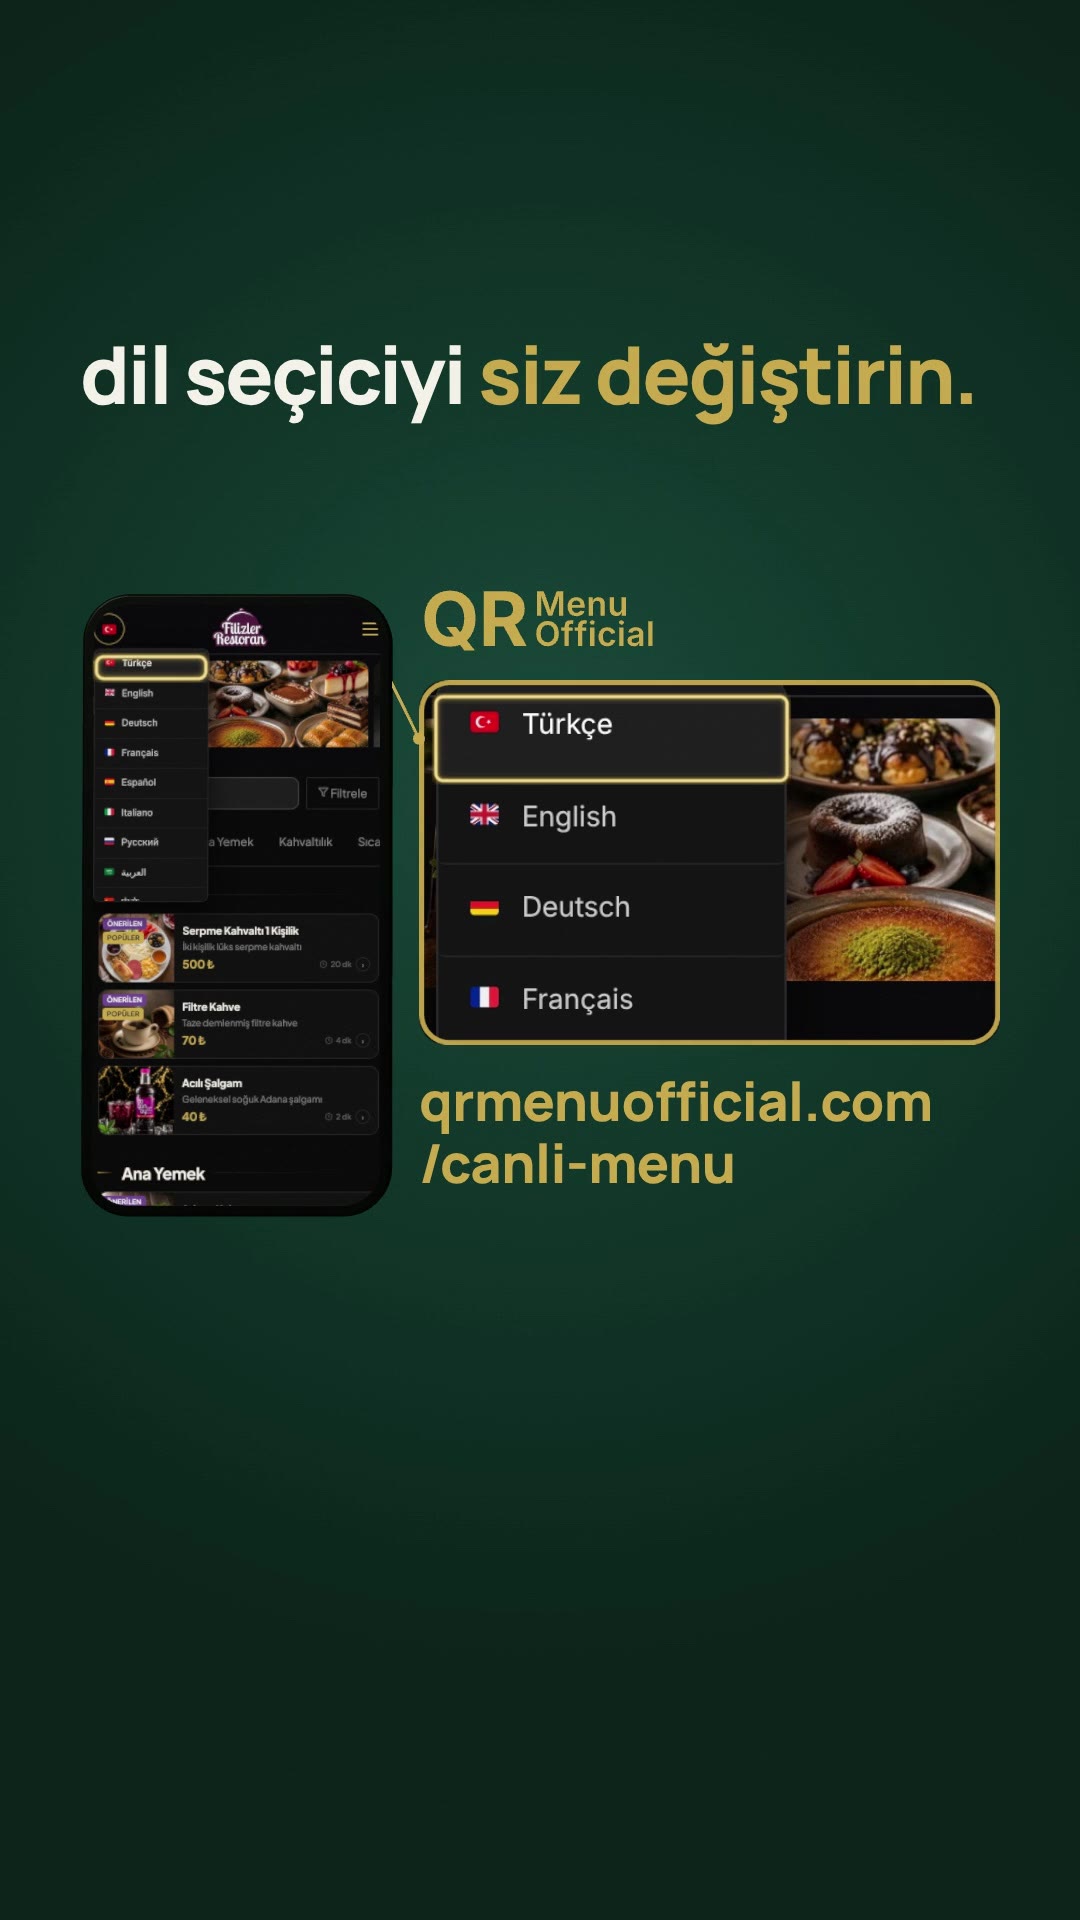 dil seçiciyi siz değiştirin.
Filizler
Restoran
Türkçe
English
Deutsch
Français
Español
Italiano
Русский
العربية
Filtrele
a Yemek
Kahvaltılık
Sıca
ÖNERİLEN
POPÜLER
Serpme Kahvaltı 1 Kişilik
İki kişilik lüks serpme kahvaltı
500 ₺
20 dk
ÖNERİLEN
POPÜLER
Filtre Kahve
Taze demlenmiş filtre kahve
70 ₺
4 dk
Acılı Şalgam
Geleneksel soğuk Adana şalgamı
40 ₺
2 dk
Ana Yemek
ÖNERİLEN
QR Menu
Official
Türkçe
English
Deutsch
Français
qrmenuofficial.com
/canli-menu